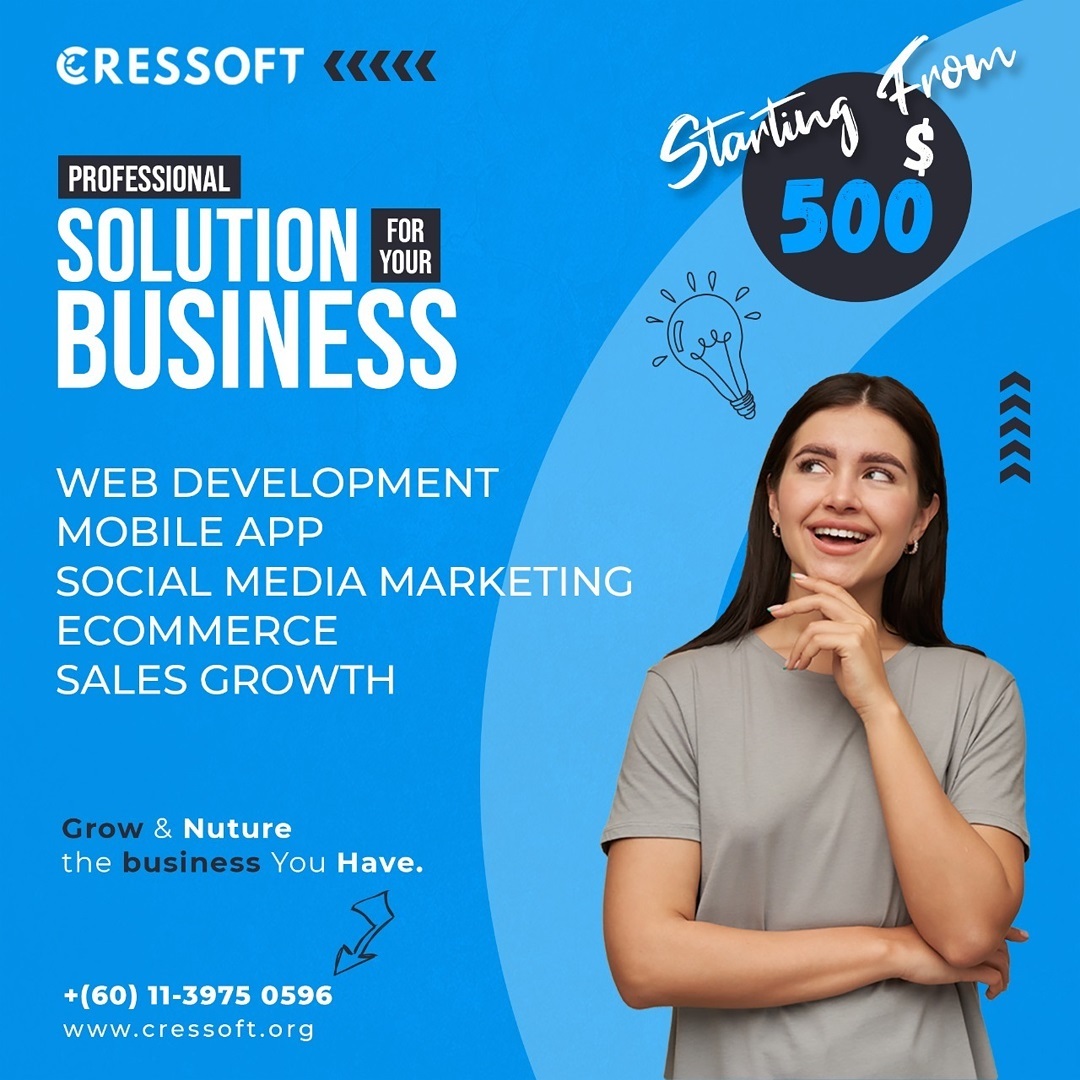 CRESSOFT
Starting From
$
500
PROFESSIONAL
SOLUTION FOR YOUR
BUSINESS
WEB DEVELOPMENT
MOBILE APP
SOCIAL MEDIA MARKETING
ECOMMERCE
SALES GROWTH
Grow & Nuture
the business You Have.
+(60) 11-3975 0596
www.cressoft.org